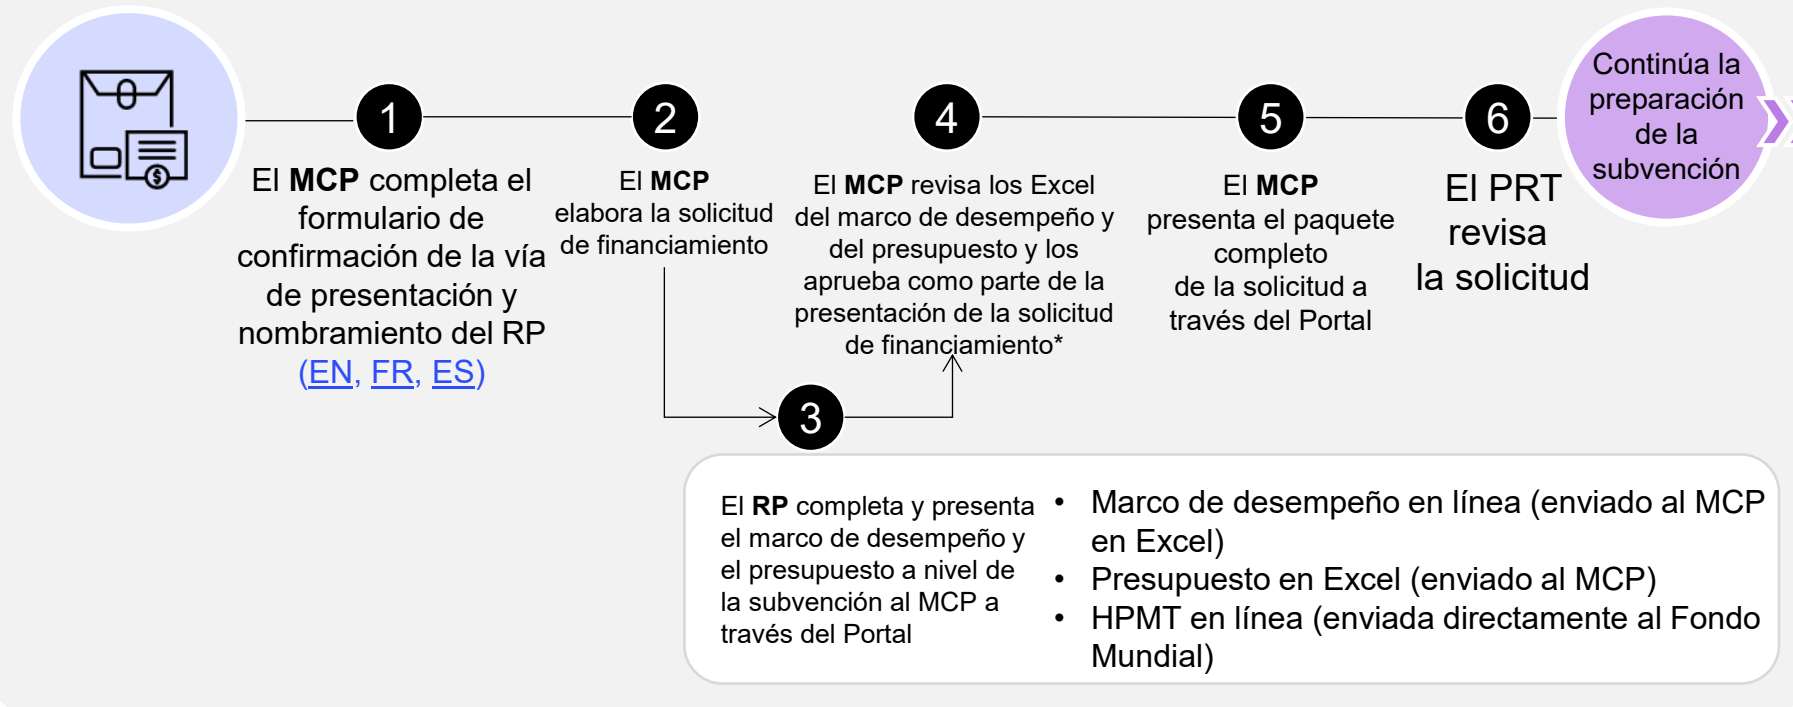 1
El MCP completa el
formulario de
confirmación de la vía
de presentación y
nombramiento del RP
(EN, FR, ES)
2
El MCP
elabora la solicitud
de financiamiento
4
El MCP revisa los Excel
del marco de desempeño y
del presupuesto y los
aprueba como parte de la
presentación de la solicitud
de financiamiento*
5
El MCP
presenta el paquete
completo
de la solicitud a
través del Portal
6
El PRT
revisa
la solicitud
Continúa la
preparación
de la
subvención
3
El RP completa y presenta
el marco de desempeño y
el presupuesto a nivel de
la subvención al MCP a
través del Portal
• Marco de desempeño en línea (enviado al MCP
en Excel)
• Presupuesto en Excel (enviado al MCP)
• HPMT en línea (enviada directamente al Fondo
Mundial)